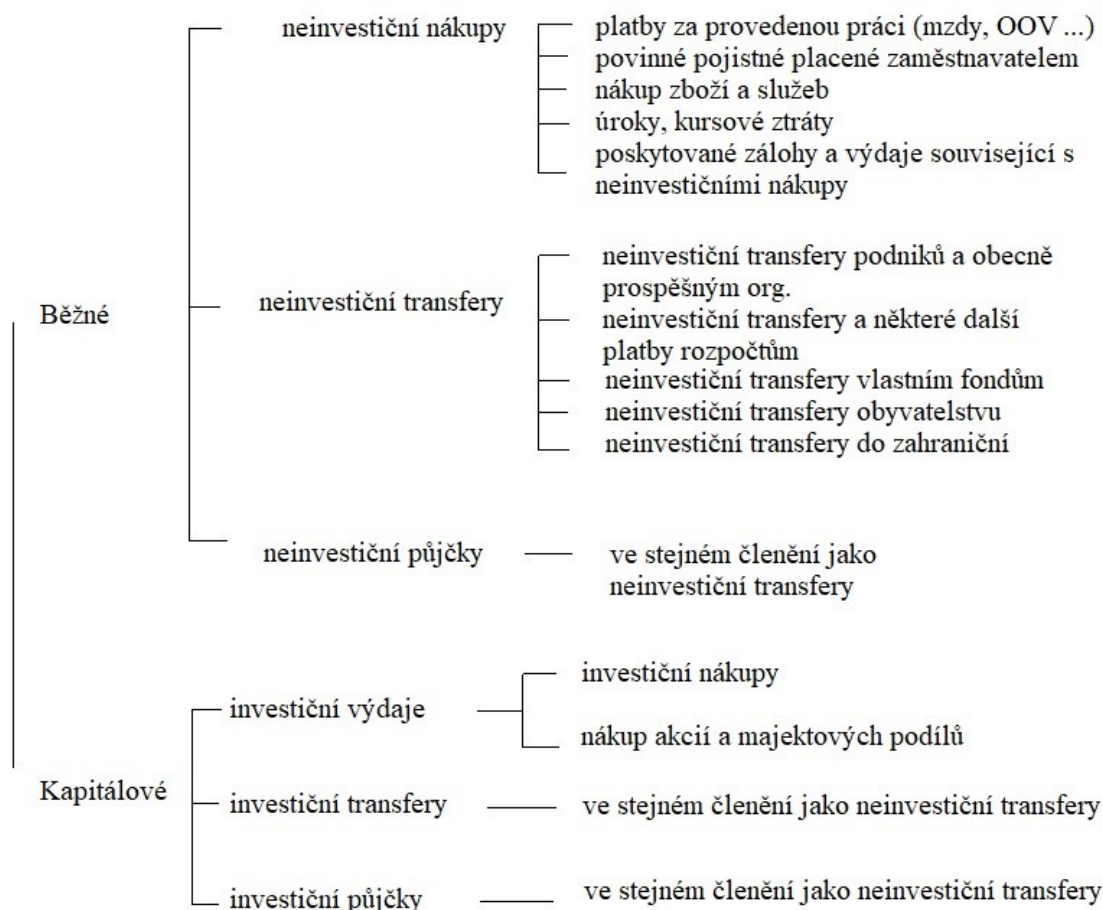 neinvestiční nákupy
platby za provedenou práci (mzdy, OOV ...)
povinné pojistné placené zaměstnavatelem
nákup zboží a služeb
úroky, kursové ztráty
poskytované zálohy a výdaje související s
neinvestičními nákupy
Běžné
neinvestiční transfery
neinvestiční transfery podniků a obecně
prospěšným org.
neinvestiční transfery a některé další
platby rozpočtům
neinvestiční transfery vlastním fondům
neinvestiční transfery obyvatelstvu
neinvestiční transfery do zahraniční
neinvestiční půjčky
ve stejném členění jako
neinvestiční transfery
Kapitálové
investiční výdaje
investiční nákupy
nákup akcií a majektových podílů
investiční transfery
ve stejném členění jako neinvestiční transfery
investiční půjčky
ve stejném členění jako neinvestiční transfery